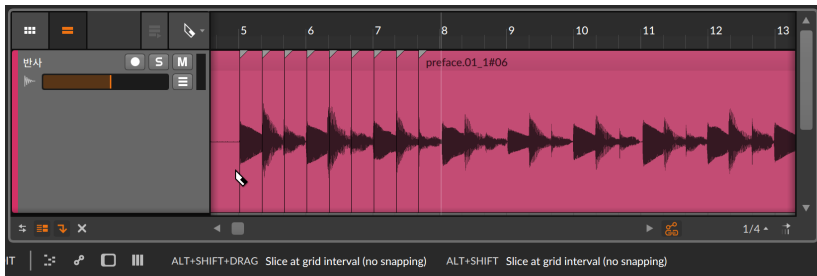 5 6 7 8 9 10 11 12 13
반사 S M
preface.01_1#06
1/4
IT ALT+SHIFT+DRAG Slice at grid interval (no snapping) ALT+SHIFT Slice at grid interval (no snapping)